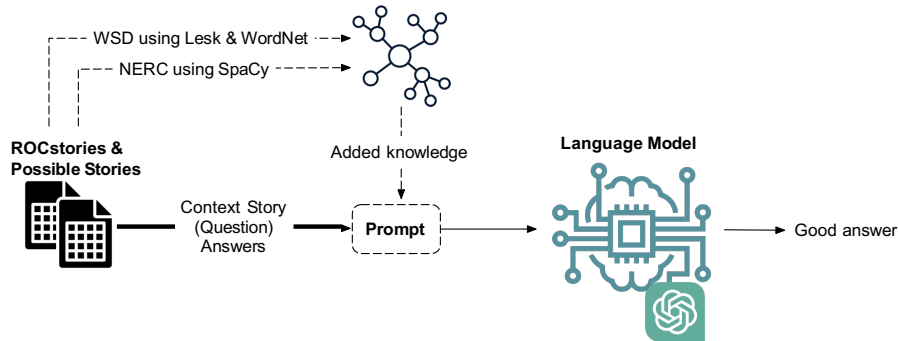 WSD using Lesk & WordNet
NERC using SpaCy
ROCstories &
Possible Stories
Added knowledge
Language Model
Context Story
(Question)
Answers
Prompt
Good answer